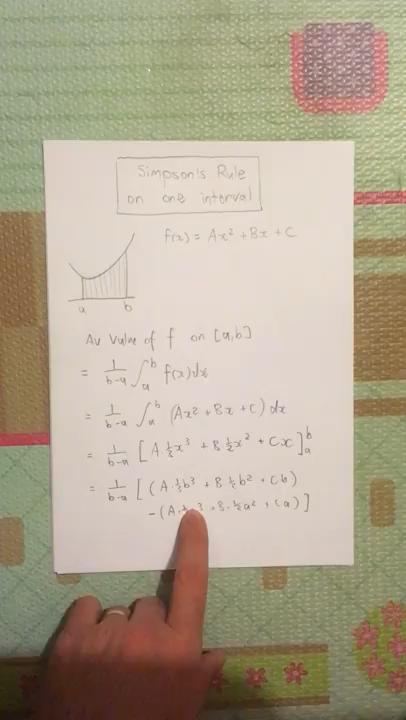 Simpson's Rule
on one interval
f(x) = Ax² + Bx + C
a b
Av Value of f on [a,b]
= 1/(b-a) ∫ₐᵇ f(x)dx
= 1/(b-a) ∫ₐᵇ (Ax² + Bx + C) dx
= 1/(b-a) [A·⅓x³ + B·½x² + Cx]ₐᵇ
= 1/(b-a) [(A·⅓b³ + B·½b² + Cb)
-(A· ³ + B·½a² + Ca)]